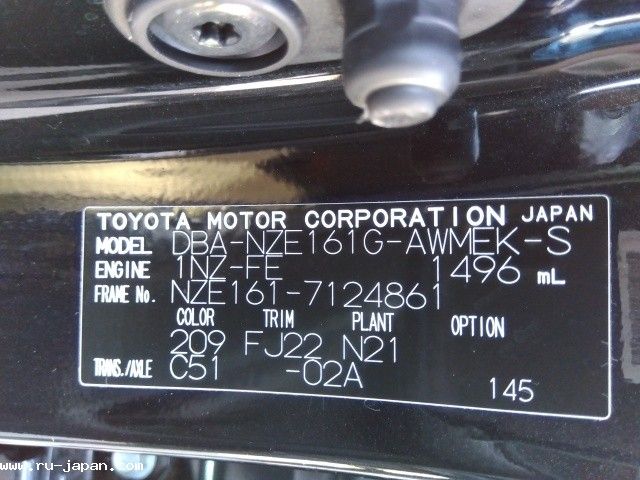 TOYOTA MOTOR CORPORATION JAPAN
MODEL DBA-NZE161G-AWMEK-S
ENGINE 1NZ-FE 1496 mL
FRAME No. NZE161-7124861
COLOR TRIM PLANT OPTION
209 FJ22 N21
TRANS./AXLE C51 -02A
145
www.ru-japan.com